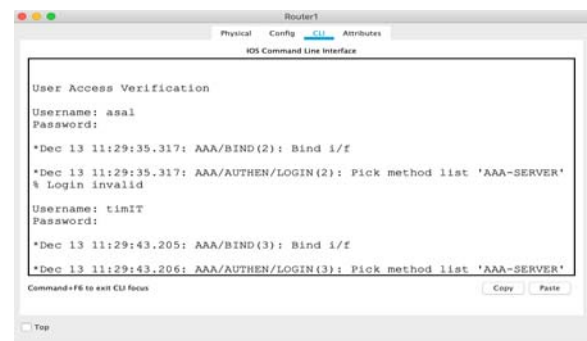 Router1
Physical Config CLI Attributes
IOS Command Line Interface
User Access Verification
Username: asal
Password:
*Dec 13 11:29:35.317: AAA/BIND(2): Bind i/f
*Dec 13 11:29:35.317: AAA/AUTHEN/LOGIN(2): Pick method list 'AAA-SERVER'
% Login invalid
Username: timIT
Password:
*Dec 13 11:29:43.205: AAA/BIND(3): Bind i/f
*Dec 13 11:29:43.206: AAA/AUTHEN/LOGIN(3): Pick method list 'AAA-SERVER'
Command+F6 to exit CLI focus
Copy Paste
Top